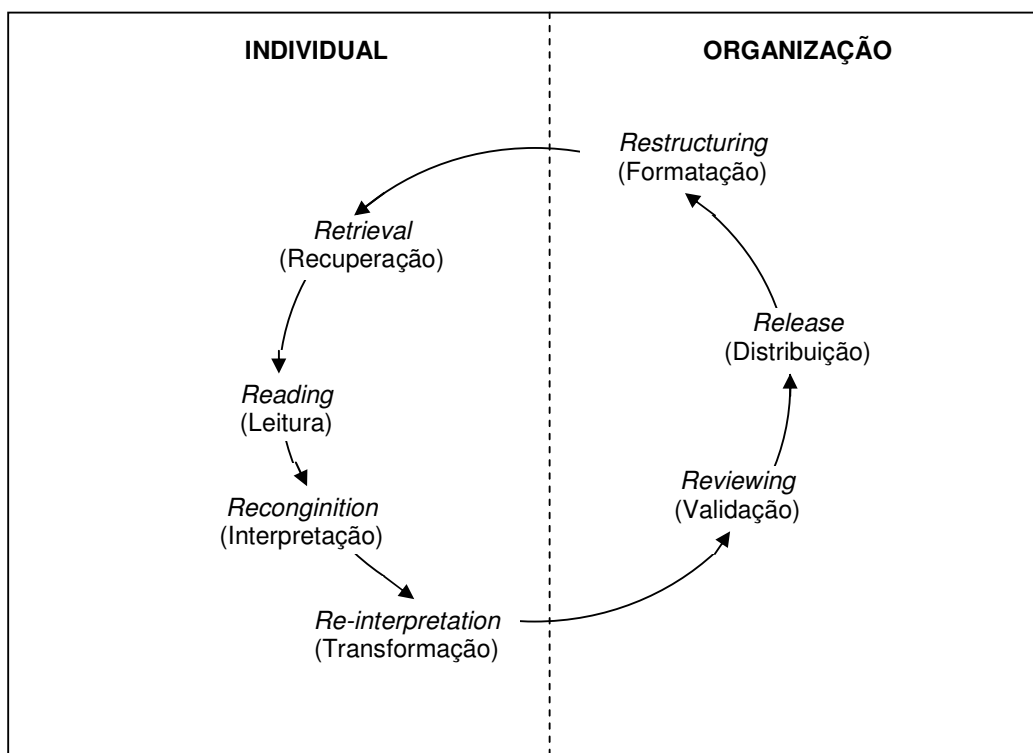 INDIVIDUAL
ORGANIZAÇÃO
Restructuring
(Formatação)
Retrieval
(Recuperação)
Release
(Distribuição)
Reading
(Leitura)
Reviewing
(Validação)
Reconginition
(Interpretação)
Re-interpretation
(Transformação)